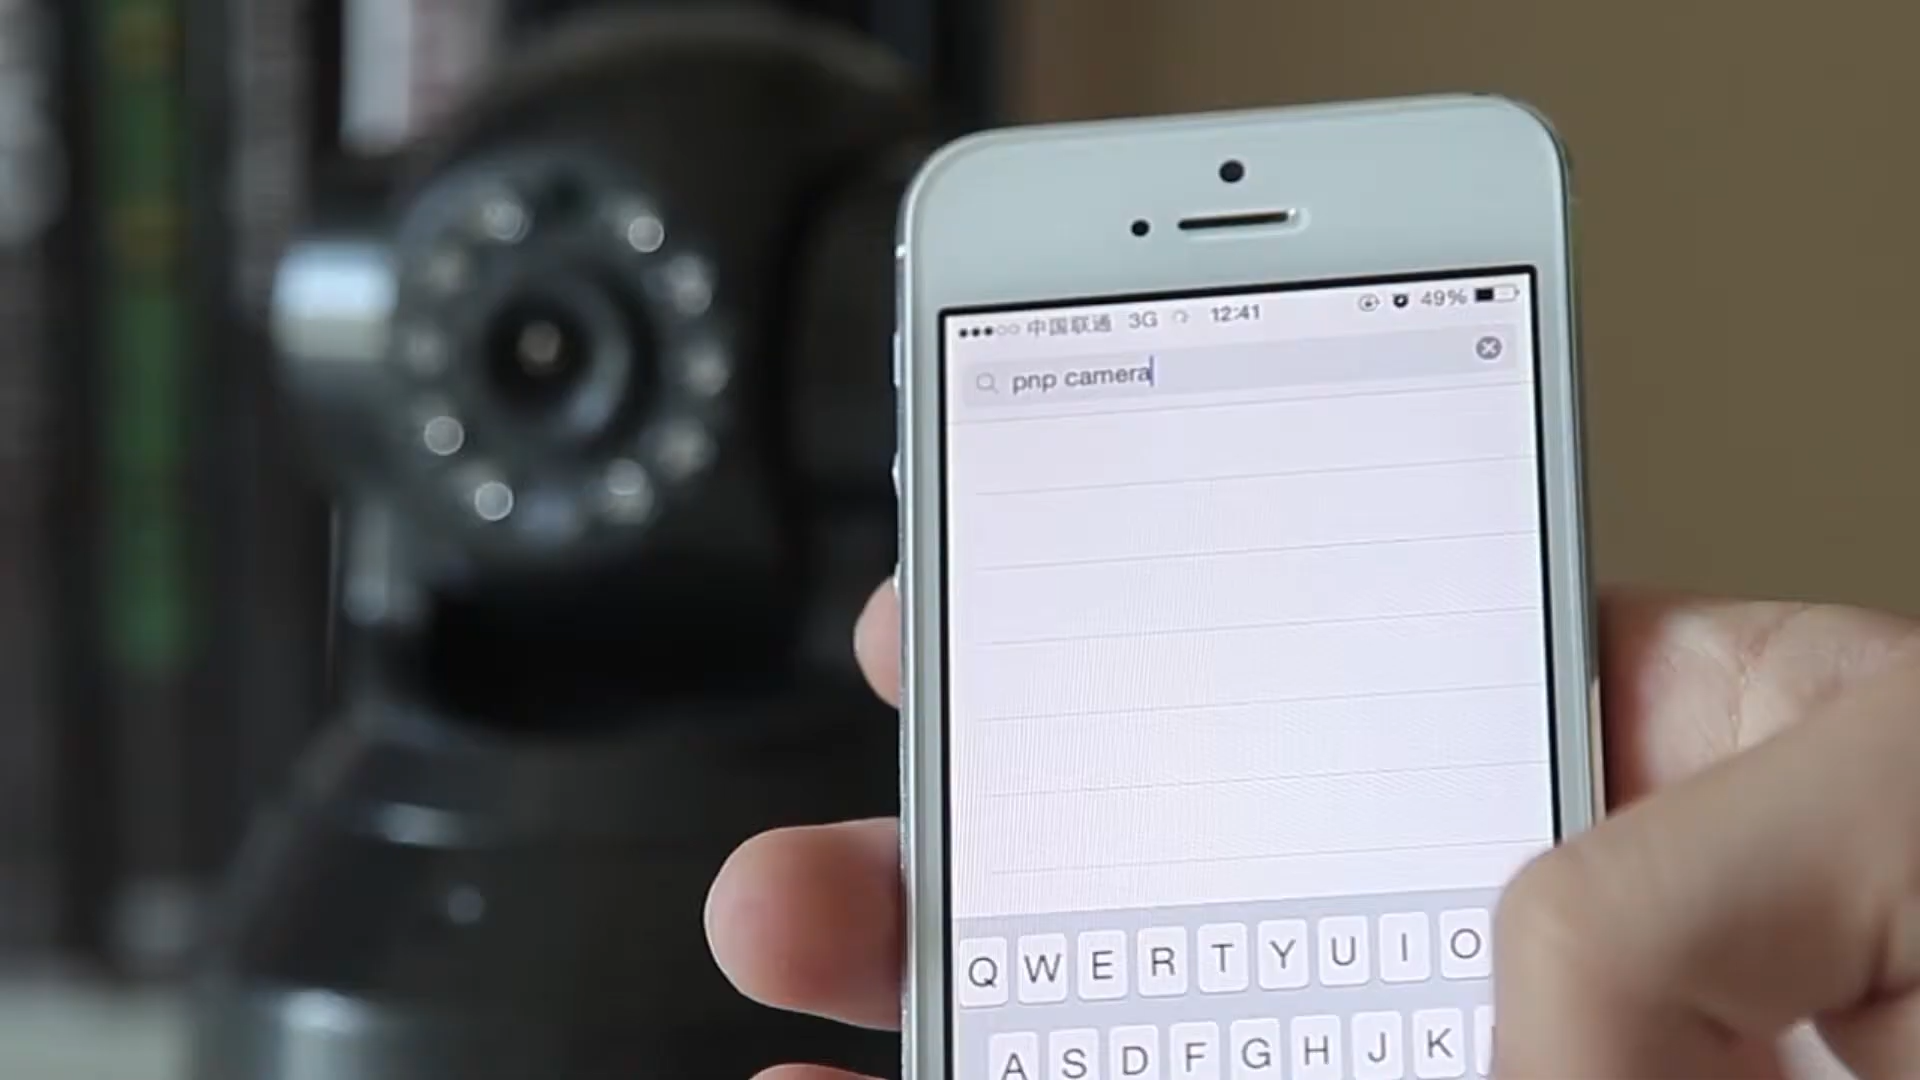 中国联通 3G 12:41 49%
pnp camera
Q W E R T Y U I O
A S D F G H J K